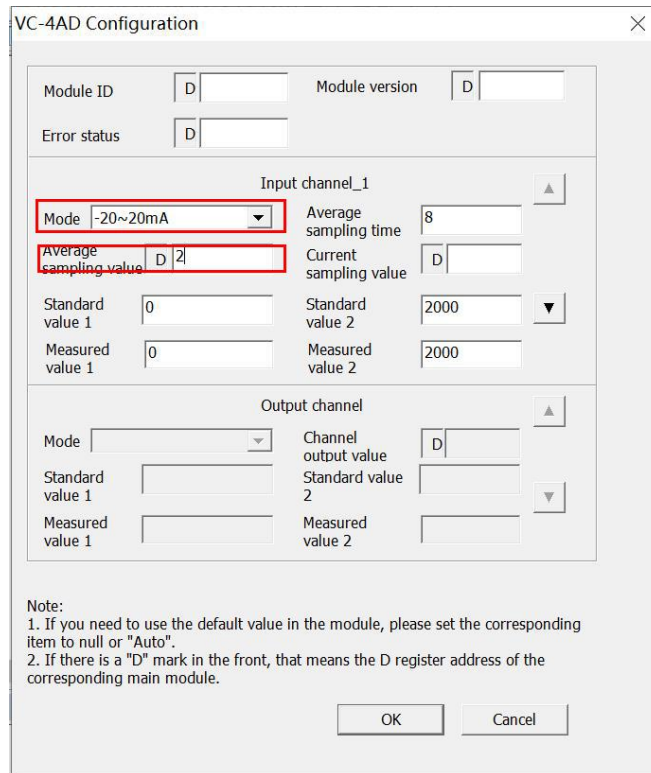 VC-4AD Configuration
Module ID D Module version D
Error status D
Input channel_1
Mode -20~20mA Average sampling time 8
Average sampling value D 2 Current sampling value D
Standard value 1 0 Standard value 2 2000
Measured value 1 0 Measured value 2 2000
Output channel
Mode Channel output value D
Standard value 1 Standard value 2
Measured value 1 Measured value 2
Note:
1. If you need to use the default value in the module, please set the corresponding
item to null or "Auto".
2. If there is a "D" mark in the front, that means the D register address of the
corresponding main module.
OK Cancel